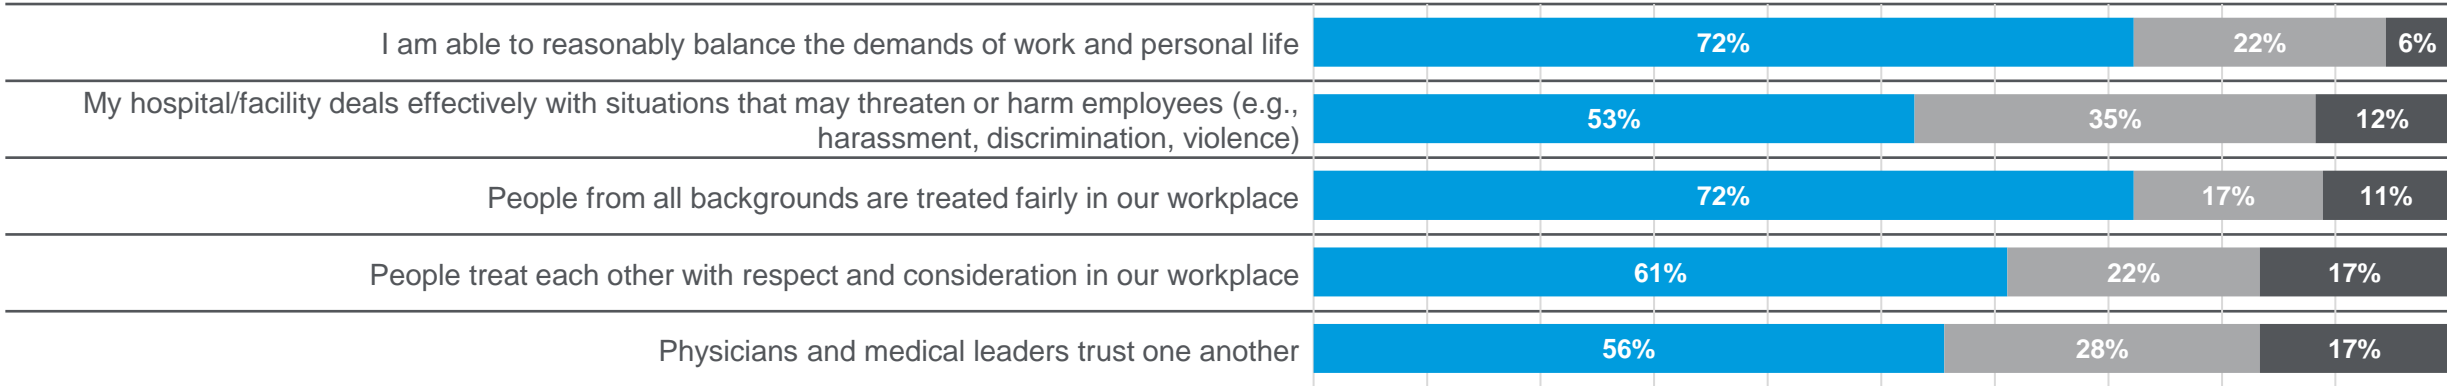 I am able to reasonably balance the demands of work and personal life 72% 22% 6%
My hospital/facility deals effectively with situations that may threaten or harm employees (e.g.,
harassment, discrimination, violence) 53% 35% 12%
People from all backgrounds are treated fairly in our workplace 72% 17% 11%
People treat each other with respect and consideration in our workplace 61% 22% 17%
Physicians and medical leaders trust one another 56% 28% 17%